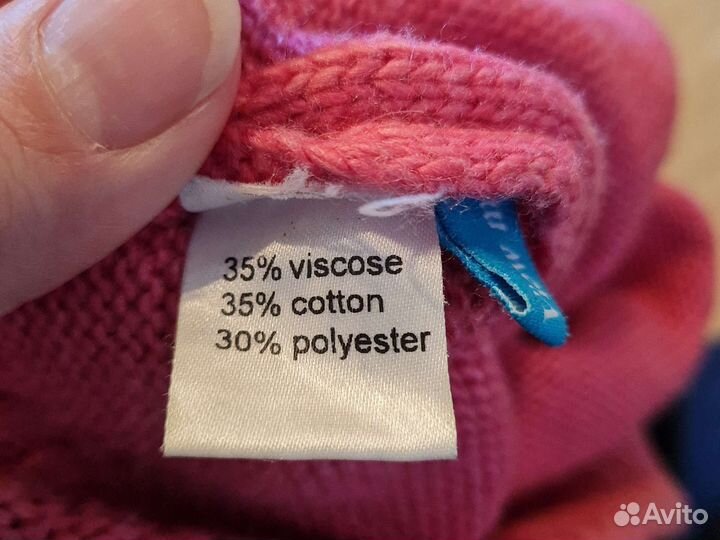 35% viscose
35% cotton
30% polyester
Avito